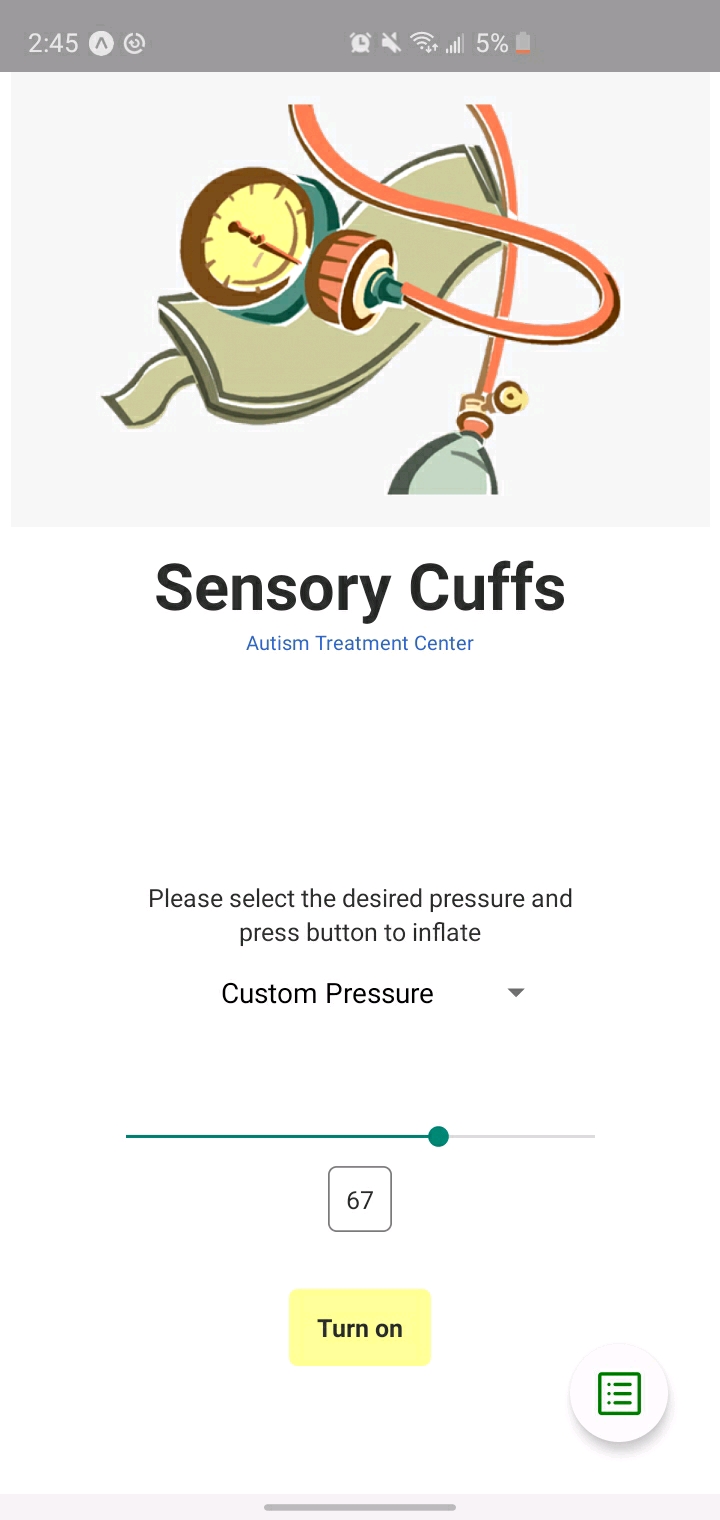 2:45
5%
Sensory Cuffs
Autism Treatment Center
Please select the desired pressure and
press button to inflate
Custom Pressure
67
Turn on